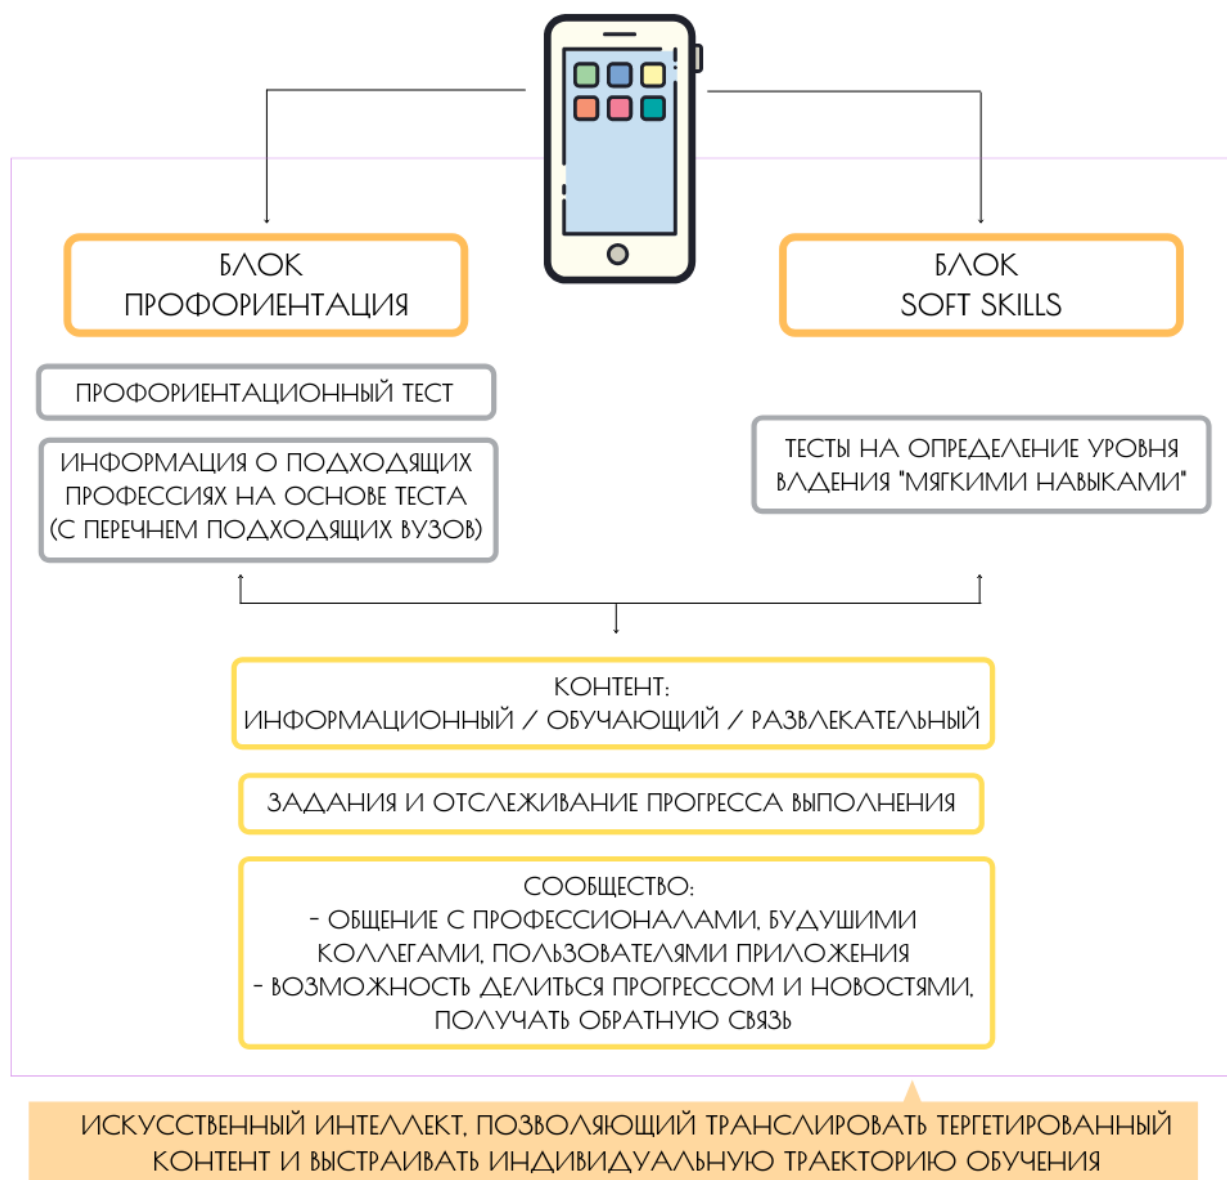 БЛОК
ПРОФОРИЕНТАЦИЯ
БЛОК
SOFT SKILLS
ПРОФОРИЕНТАЦИОННЫЙ ТЕСТ
ИНФОРМАЦИЯ О ПОДХОДЯЩИХ
ПРОФЕССИЯХ НА ОСНОВЕ ТЕСТА
(С ПЕРЕЧНЕМ ПОДХОДЯЩИХ ВУЗОВ)
ТЕСТЫ НА ОПРЕДЕЛЕНИЕ УРОВНЯ
ВЛДЕНИЯ "МЯГКИМИ НАВЫКАМИ"
КОНТЕНТ:
ИНФОРМАЦИОННЫЙ / ОБУЧАЮЩИЙ / РАЗВЛЕКАТЕЛЬНЫЙ
ЗАДАНИЯ И ОТСЛЕЖИВАНИЕ ПРОГРЕССА ВЫПОЛНЕНИЯ
СООБЩЕСТВО:
- ОБЩЕНИЕ С ПРОФЕССИОНАЛАМИ, БУДУШИМИ
КОЛЛЕГАМИ, ПОЛЬЗОВАТЕЛЯМИ ПРИЛОЖЕНИЯ
- ВОЗМОЖНОСТЬ ДЕЛИТЬСЯ ПРОГРЕССОМ И НОВОСТЯМИ,
ПОЛУЧАТЬ ОБРАТНУЮ СВЯЗЬ
ИСКУССТВЕННЫЙ ИНТЕЛЛЕКТ, ПОЗВОЛЯЮЩИЙ ТРАНСЛИРОВАТЬ ТЕРГЕТИРОВАННЫЙ
КОНТЕНТ И ВЫСТРАИВАТЬ ИНДИВИДУАЛЬНУЮ ТРАЕКТОРИЮ ОБУЧЕНИЯ